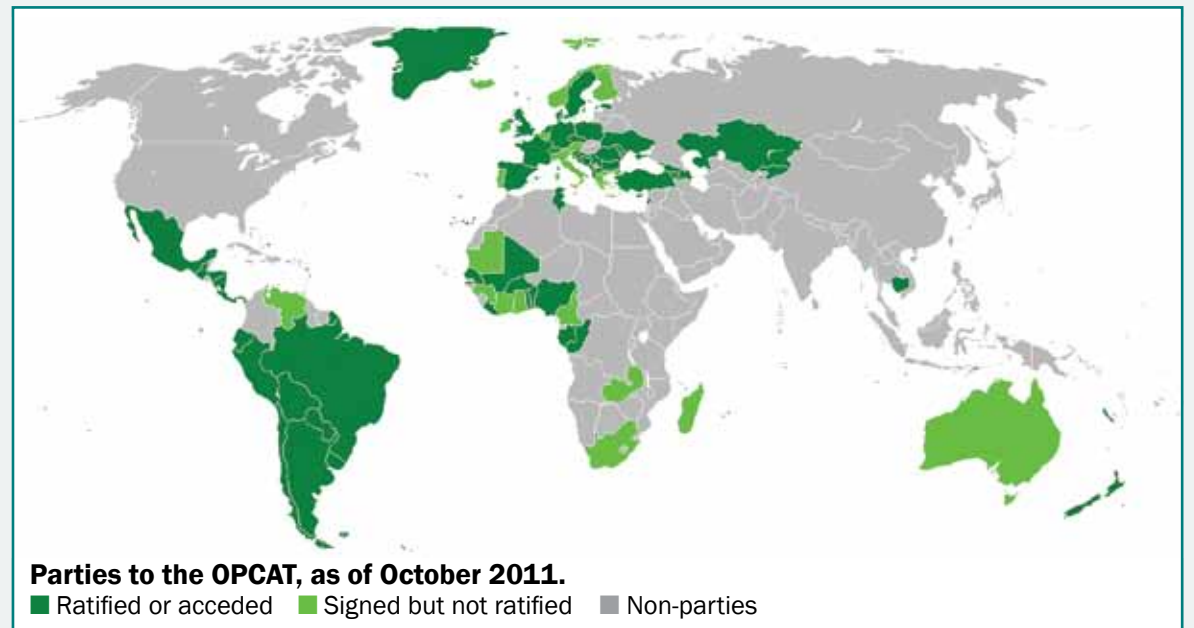 Parties to the OPCAT, as of October 2011.
Ratified or acceded Signed but not ratified Non-parties